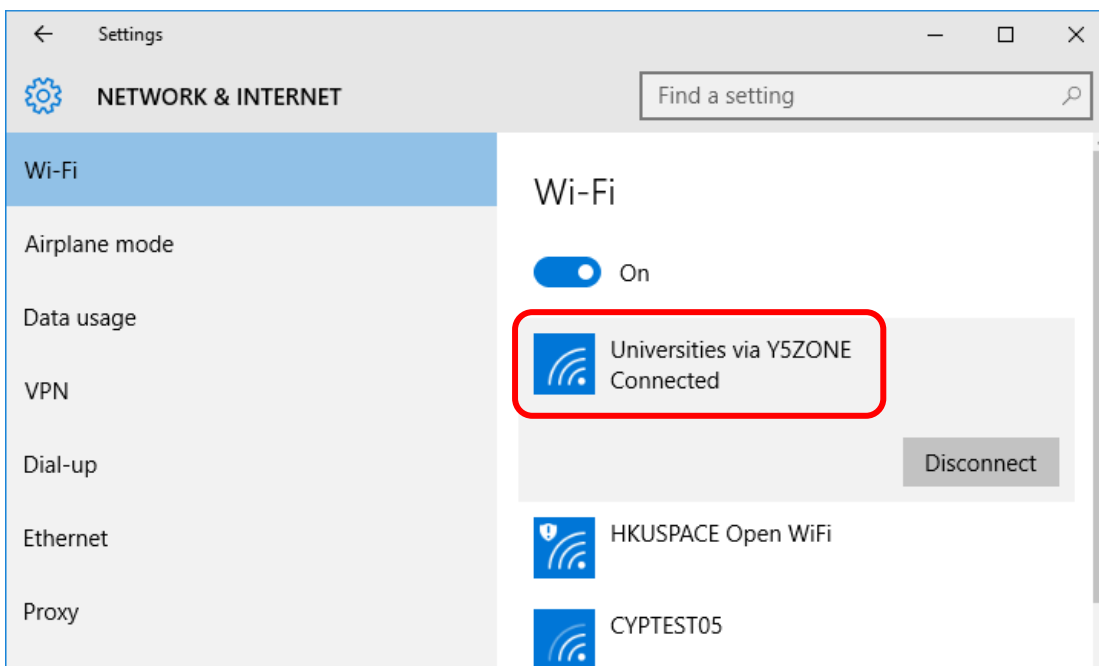 Settings
NETWORK & INTERNET
Find a setting
Wi-Fi
Airplane mode
Data usage
VPN
Dial-up
Ethernet
Proxy
Wi-Fi
On
Universities via Y5ZONE
Connected
Disconnect
HKUSPACE Open WiFi
CYPTEST05